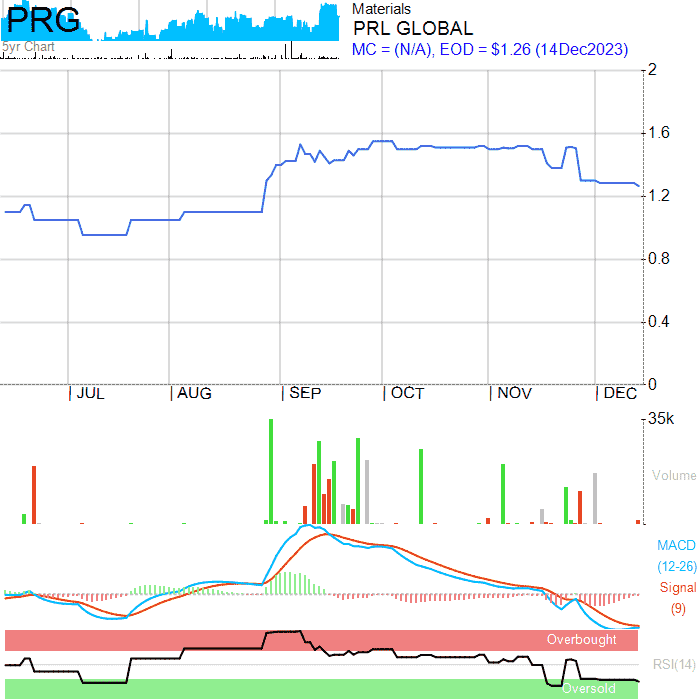 PRG
5yr Chart
Materials
PRL GLOBAL
MC = (N/A), EOD = $1.26 (14Dec2023)
2
1.6
1.2
0.8
0.4
0
JUL AUG SEP OCT NOV DEC
35k
Volume
MACD
(12-26)
Signal
(9)
Overbought
RSI(14)
Oversold